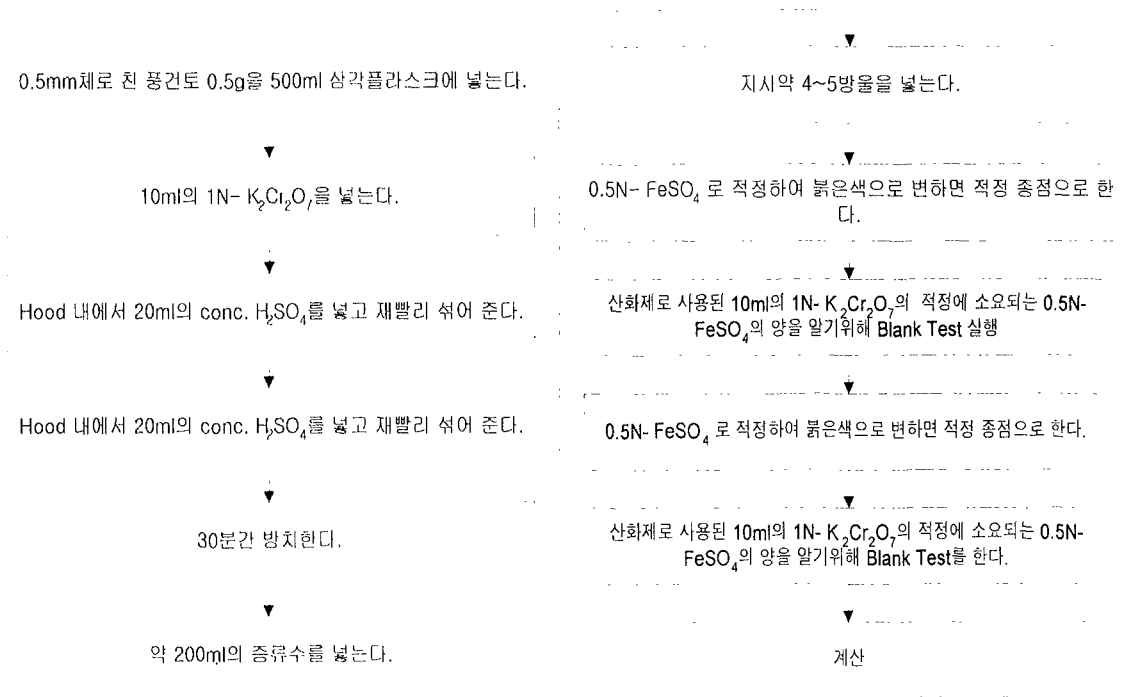 0.5mm체로 친 풍건토 0.5g을 500ml 삼각플라스크에 넣는다.
▼
10ml의 1N- K₂Cr₂O₇을 넣는다.
▼
Hood 내에서 20ml의 conc. H₂SO₄를 넣고 재빨리 섞어 준다.
▼
Hood 내에서 20ml의 conc. H₂SO₄를 넣고 재빨리 섞어 준다.
▼
30분간 방치한다.
▼
약 200ml의 증류수를 넣는다.
▼
지시약 4~5방울을 넣는다.
▼
0.5N- FeSO₄ 로 적정하여 붉은색으로 변하면 적정 종점으로 한
다.
▼
산화제로 사용된 10ml의 1N- K₂Cr₂O₇의 적정에 소요되는 0.5N-
FeSO₄의 양을 알기위해 Blank Test 실행
▼
0.5N- FeSO₄ 로 적정하여 붉은색으로 변하면 적정 종점으로 한다.
▼
산화제로 사용된 10ml의 1N- K₂Cr₂O₇의 적정에 소요되는 0.5N-
FeSO₄의 양을 알기위해 Blank Test를 한다.
▼
계산